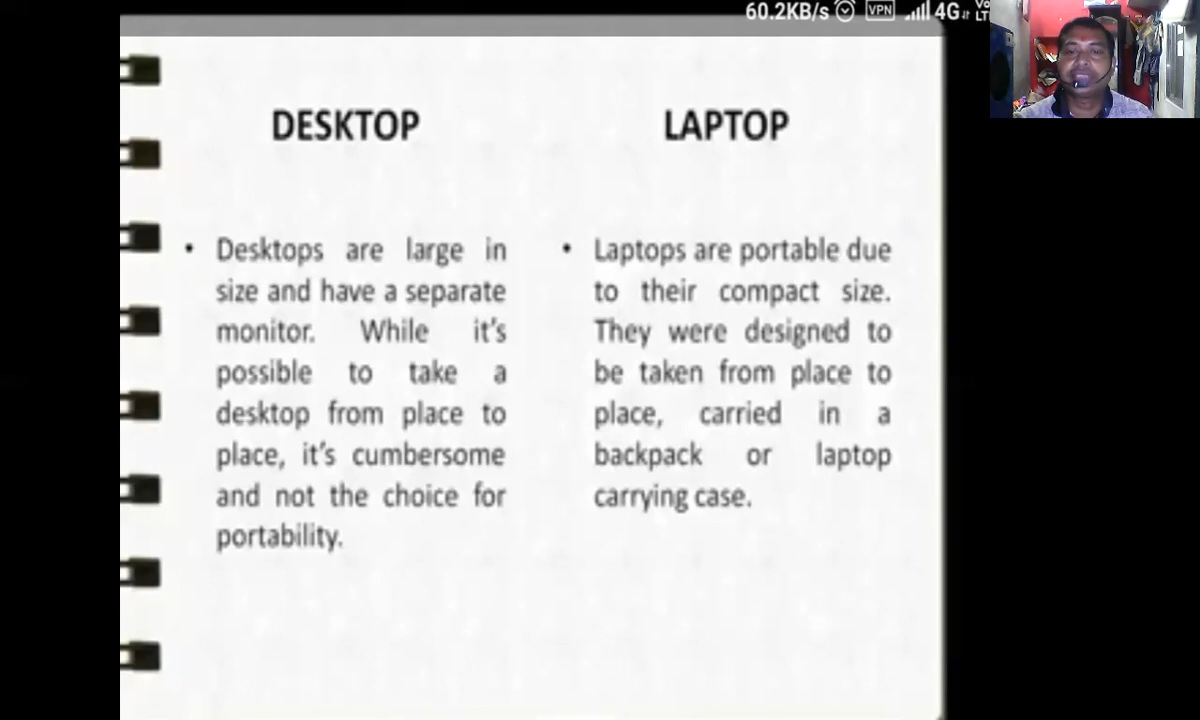 60.2KB/s VPN 4G Vo
LT
DESKTOP
LAPTOP
• Desktops are large in
size and have a separate
monitor. While it's
possible to take a
desktop from place to
place, it's cumbersome
and not the choice for
portability.
• Laptops are portable due
to their compact size.
They were designed to
be taken from place to
place, carried in a
backpack or laptop
carrying case.